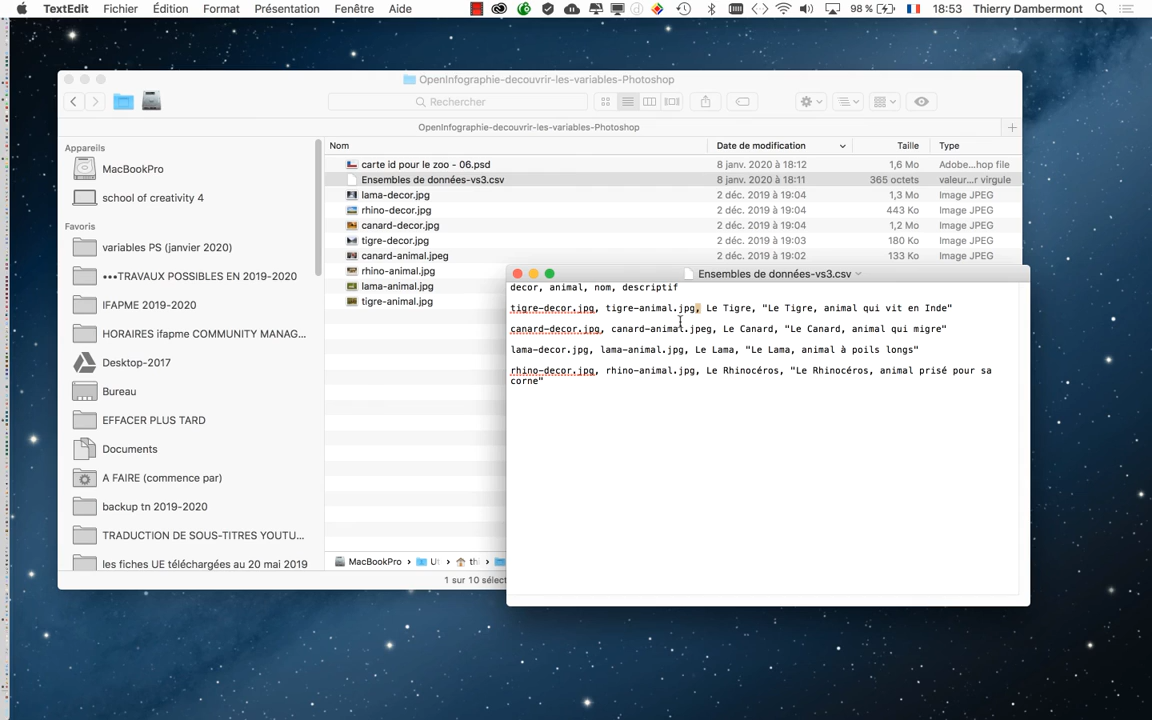 TextEdit Fichier Édition Format Présentation Fenêtre Aide 98 % 18:53 Thierry Dambermont
OpenInfographie-decouvrir-les-variables-Photoshop
Rechercher
OpenInfographie-decouvrir-les-variables-Photoshop
Appareils
MacBookPro
school of creativity 4
Favoris
variables PS (janvier 2020)
•••TRAVAUX POSSIBLES EN 2019-2020
IFAPME 2019-2020
HORAIRES ifapme COMMUNITY MANAG...
Desktop-2017
Bureau
EFFACER PLUS TARD
Documents
A FAIRE (commence par)
backup tn 2019-2020
TRADUCTION DE SOUS-TITRES YOUTU...
les fiches UE téléchargées au 20 mai 2019
Nom Date de modification Taille Type
carte id pour le zoo - 06.psd 8 janv. 2020 à 18:12 1,6 Mo Adobe...hop file
Ensembles de données-vs3.csv 8 janv. 2020 à 18:11 365 octets valeur...r virgule
lama-decor.jpg 2 déc. 2019 à 19:04 1,3 Mo Image JPEG
rhino-decor.jpg 2 déc. 2019 à 19:04 443 Ko Image JPEG
canard-decor.jpg 2 déc. 2019 à 19:04 1,2 Mo Image JPEG
tigre-decor.jpg 2 déc. 2019 à 19:03 180 Ko Image JPEG
canard-animal.jpeg 2 déc. 2019 à 19:02 133 Ko Image JPEG
rhino-animal.jpg
lama-animal.jpg
tigre-animal.jpg
MacBookPro › Ut › thi ›
1 sur 10 sélect
Ensembles de données-vs3.csv
decor, animal, nom, descriptif
tigre-decor.jpg, tigre-animal.jpg, Le Tigre, "Le Tigre, animal qui vit en Inde"
canard-decor.jpg, canard-animal.jpeg, Le Canard, "Le Canard, animal qui migre"
lama-decor.jpg, lama-animal.jpg, Le Lama, "Le Lama, animal à poils longs"
rhino-decor.jpg, rhino-animal.jpg, Le Rhinocéros, "Le Rhinocéros, animal prisé pour sa
corne"